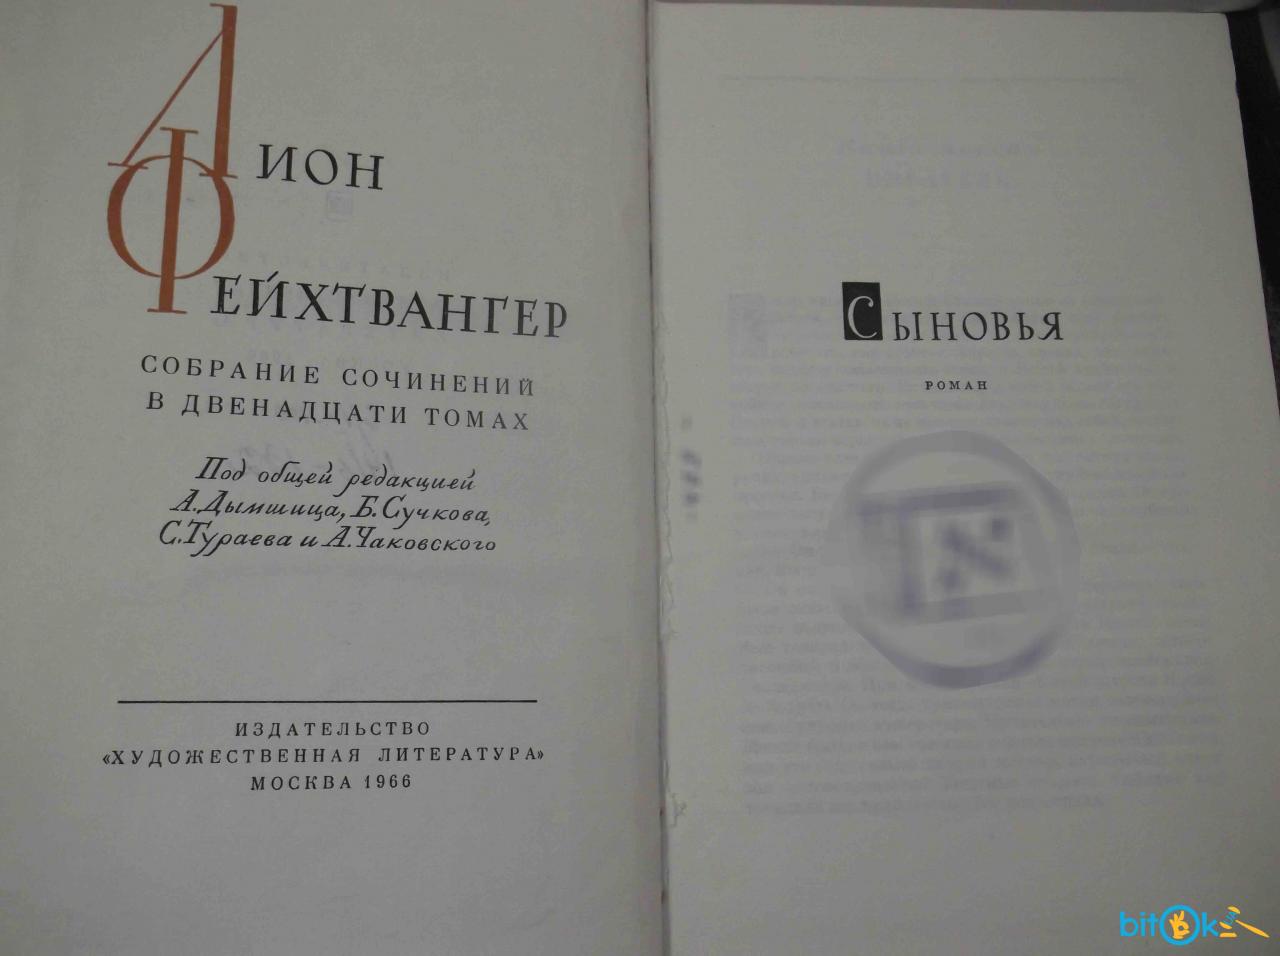 ЛИОН
ФЕЙХТВАНГЕР
СОБРАНИЕ СОЧИНЕНИЙ
В ДВЕНАДЦАТИ ТОМАХ
Под общей редакцией
А. Дымшица, Б. Сучкова,
С. Тураева и А. Чаковского
ИЗДАТЕЛЬСТВО
«ХУДОЖЕСТВЕННАЯ ЛИТЕРАТУРА»
МОСКВА 1966
СЫНОВЬЯ
РОМАН
bitOk